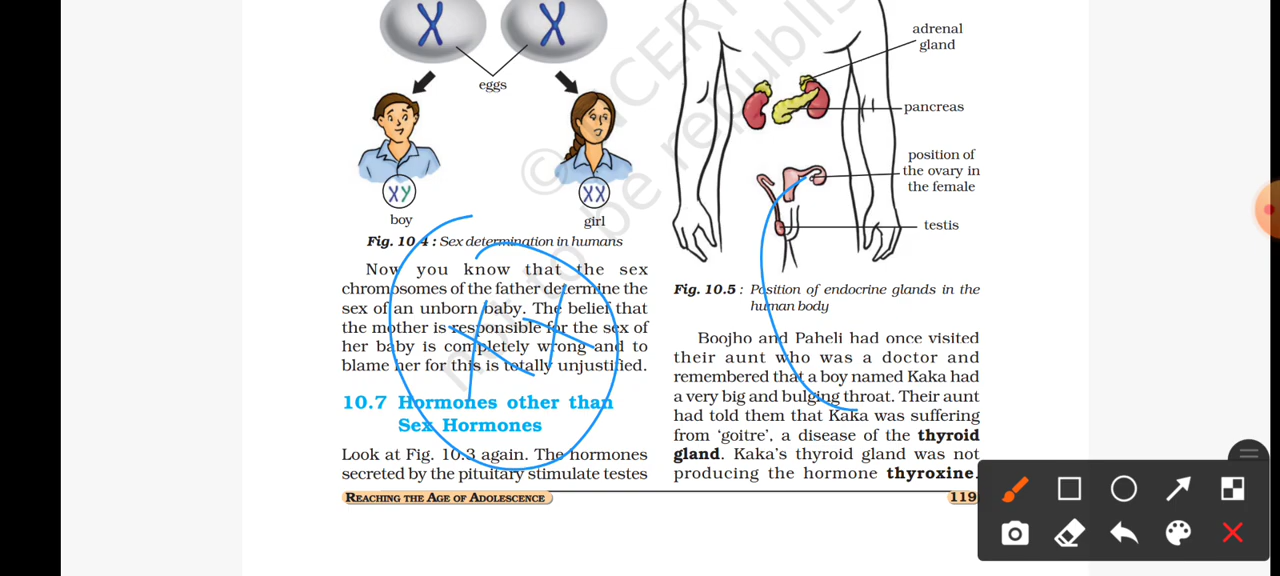 eggs
XY
XX
boy
girl
Fig. 10.4 : Sex determination in humans
Now you know that the sex
chromosomes of the father determine the
sex of an unborn baby. The belief that
the mother is responsible for the sex of
her baby is completely wrong and to
blame her for this is totally unjustified.
10.7 Hormones other than
Sex Hormones
Look at Fig. 10.3 again. The hormones
secreted by the pituitary stimulate testes
REACHING THE AGE OF ADOLESCENCE
adrenal
gland
pancreas
position of
the ovary in
the female
testis
Fig. 10.5 : Position of endocrine glands in the
human body
Boojho and Paheli had once visited
their aunt who was a doctor and
remembered that a boy named Kaka had
a very big and bulging throat. Their aunt
had told them that Kaka was suffering
from ‘goitre’, a disease of the thyroid
gland. Kaka’s thyroid gland was not
producing the hormone thyroxine.
119
© NCERT
not to be republis